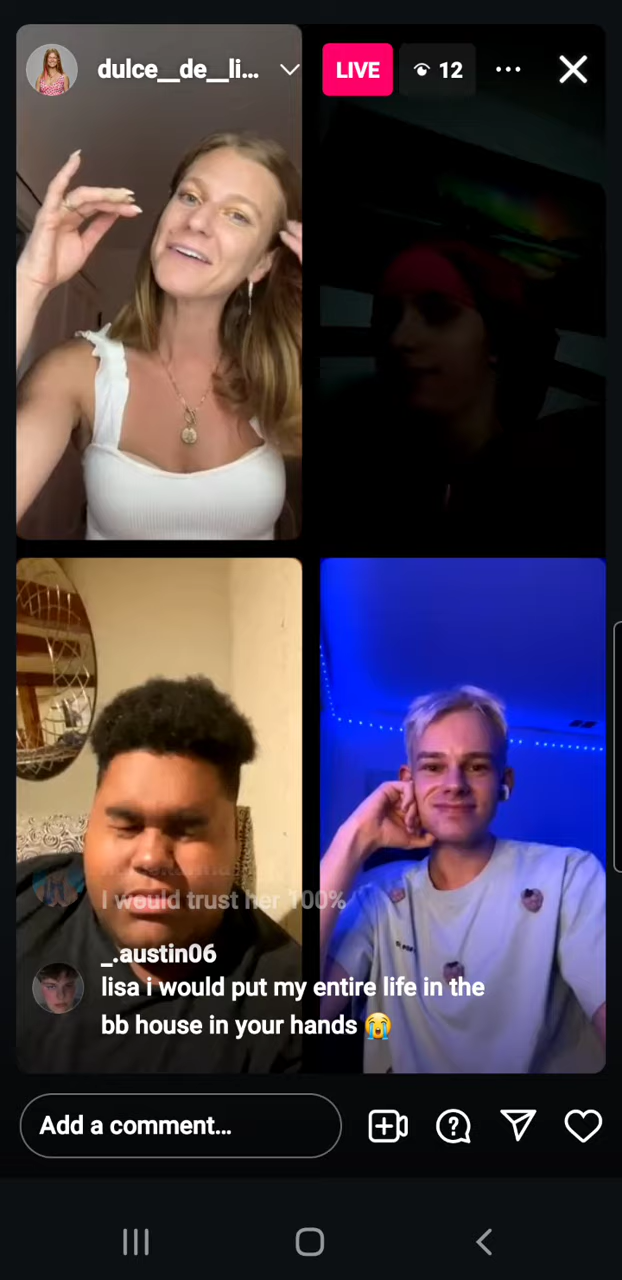 dulce__de__li...
LIVE
12
I would trust her 100%
_.austin06
lisa i would put my entire life in the
bb house in your hands 😭
Add a comment...